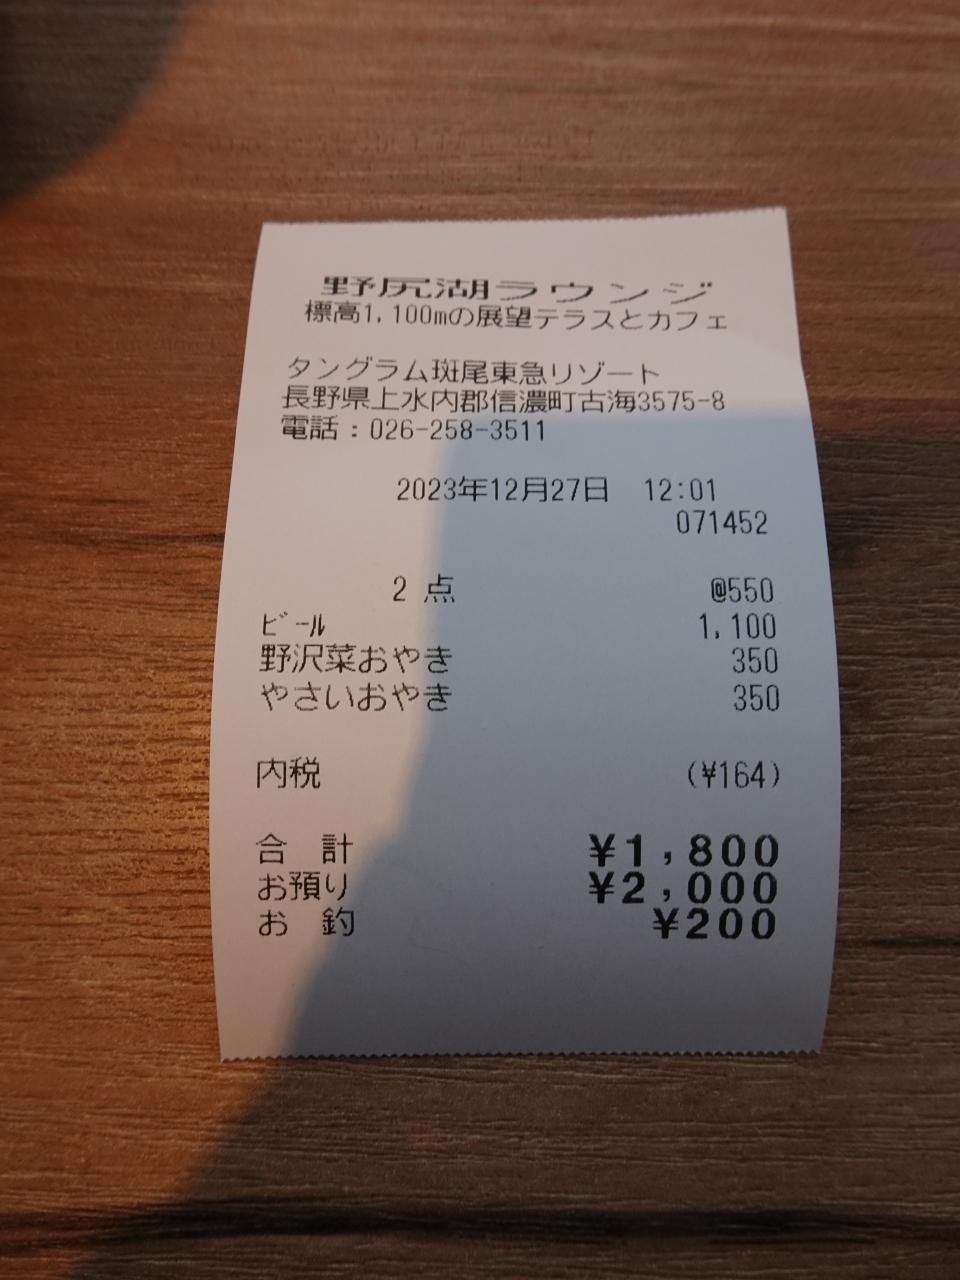 野尻湖ラウンジ
標高1,100mの展望テラスとカフェ
タングラム斑尾東急リゾート
長野県上水内郡信濃町古海3575-8
電話：026-258-3511
2023年12月27日 12:01
071452
2 点 @550
ﾋﾞｰﾙ 1,100
野沢菜おやき 350
やさいおやき 350
内税 (¥164)
合 計 ¥1,800
お預り ¥2,000
お 釣 ¥200